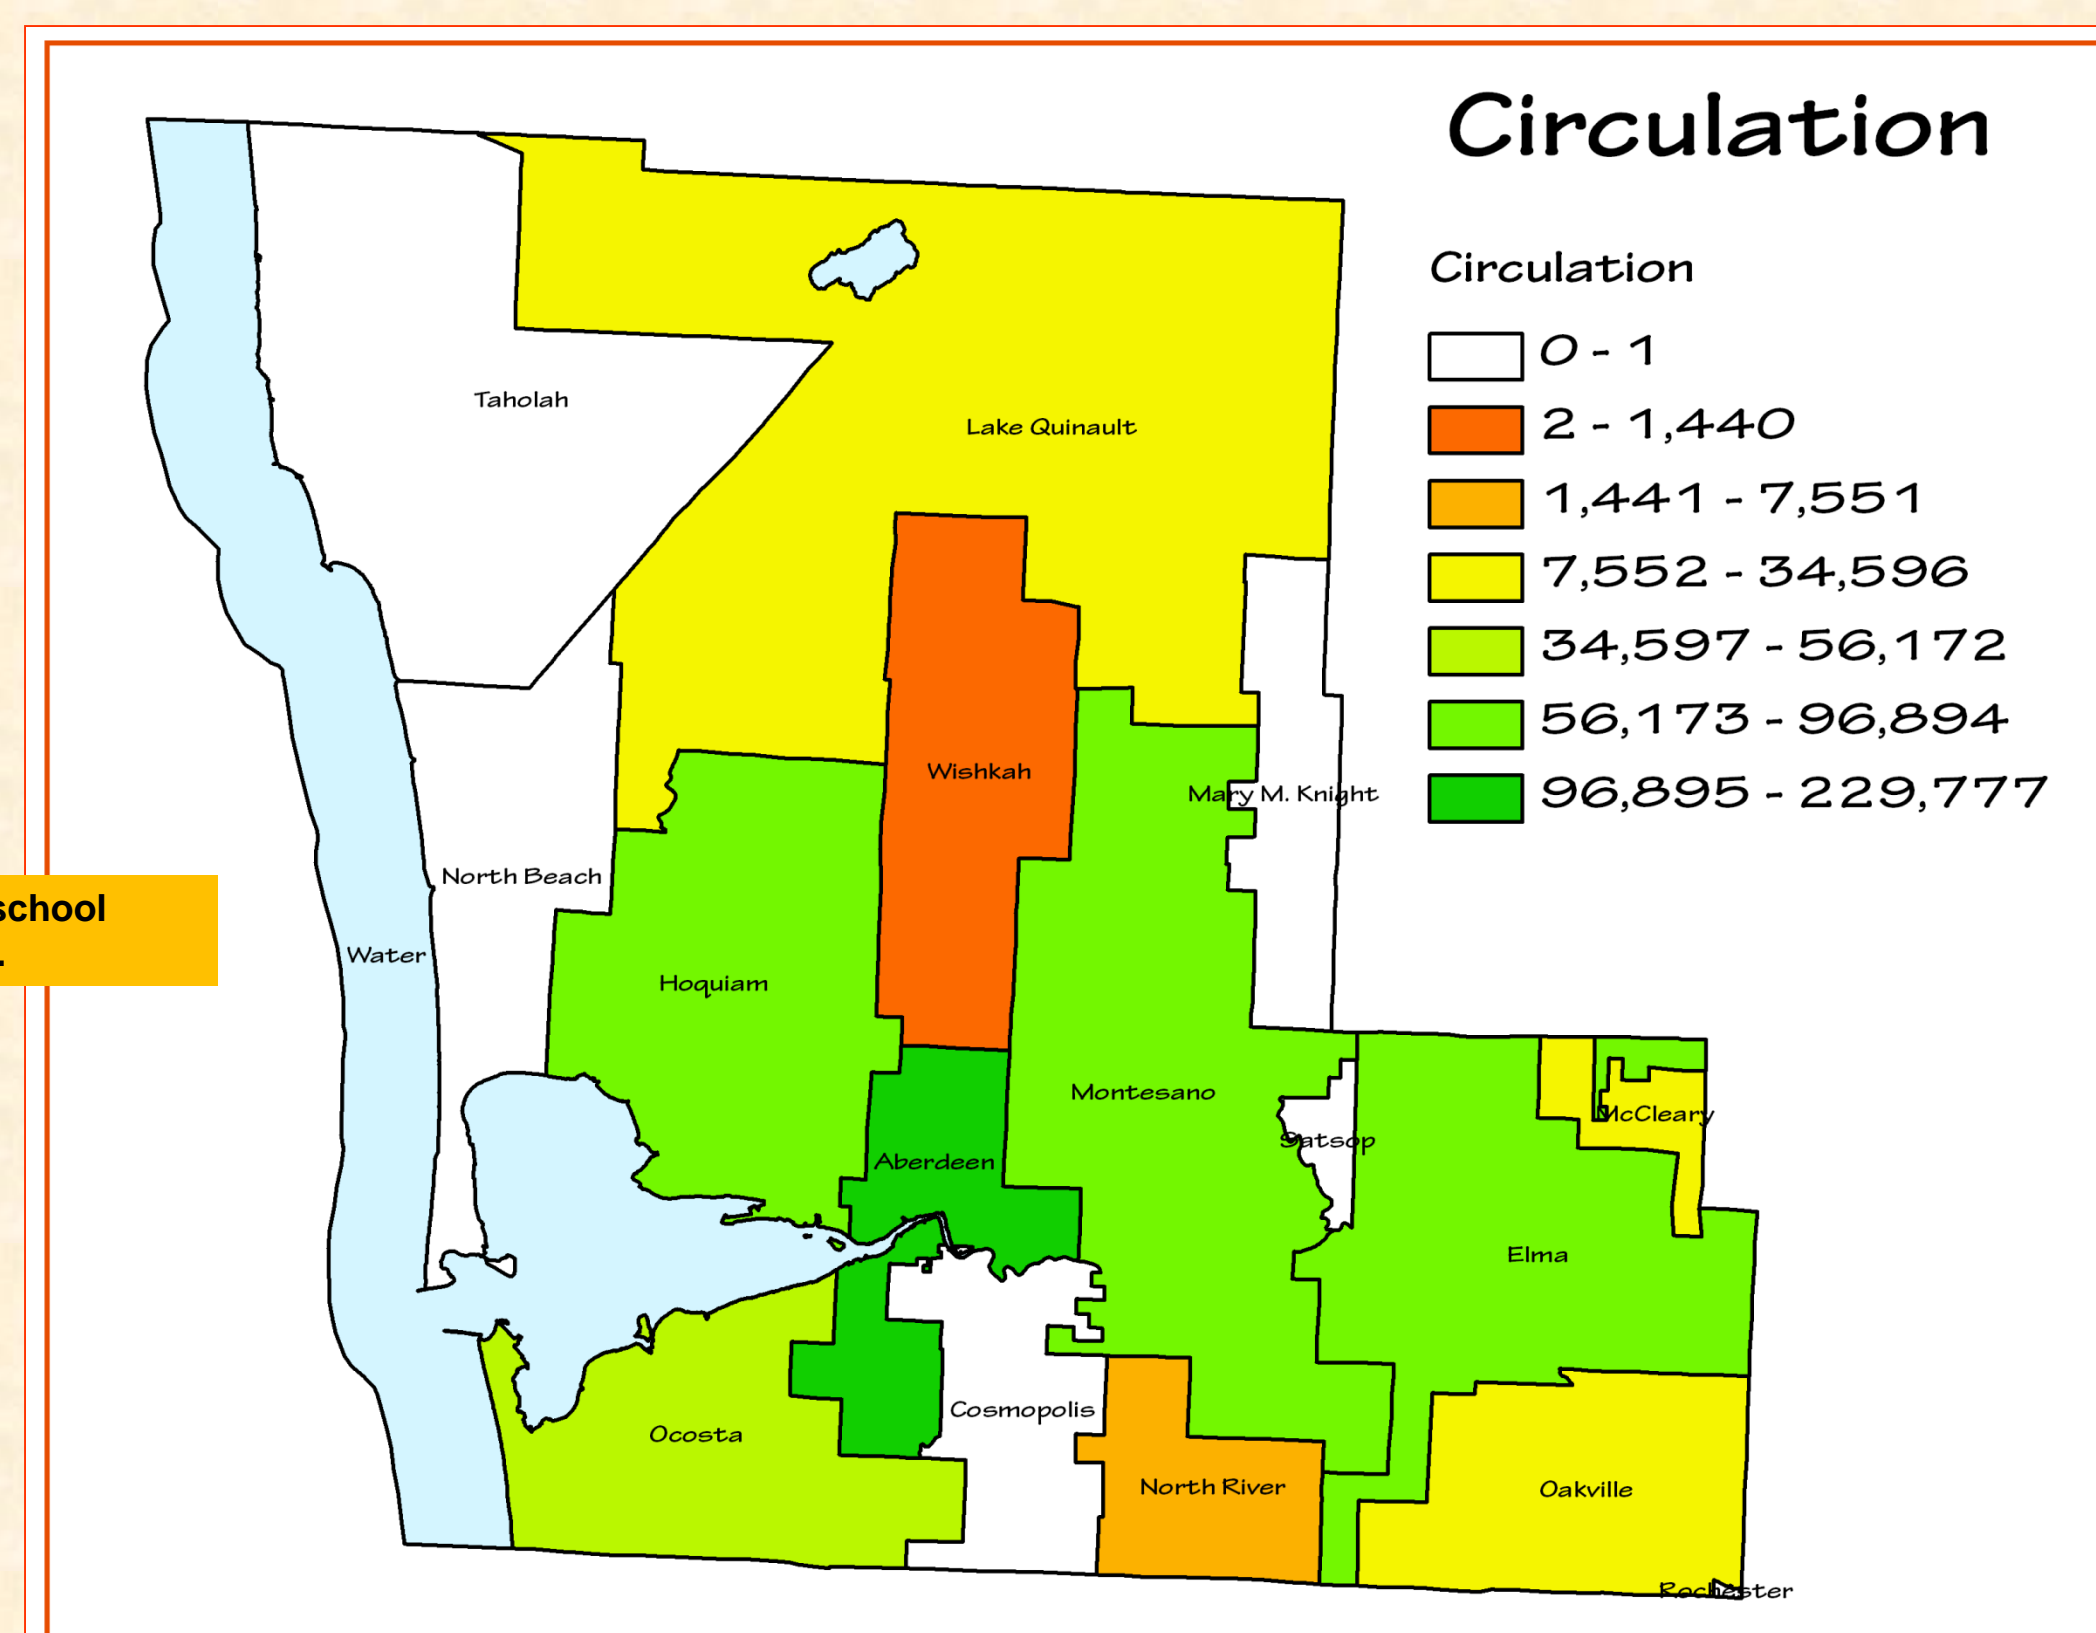 Circulation
Circulation
0 - 1
2 - 1,440
1,441 - 7,551
7,552 - 34,596
34,597 - 56,172
56,173 - 96,894
96,895 - 229,777
Taholah
Lake Quinault
Wishkah
Mary M. Knight
North Beach
school
.
Water
Hoquiam
Montesano
McCleary
Satsop
Aberdeen
Elma
Cosmopolis
Ocosta
North River
Oakville
Rochester